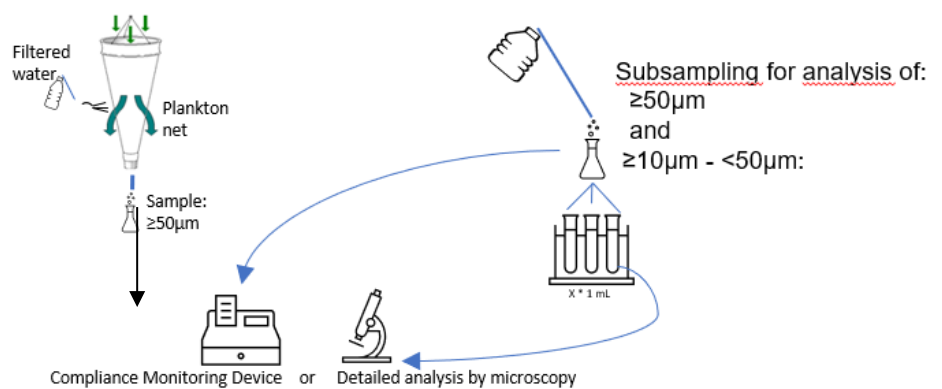 Filtered
water
Plankton
net
Sample:
≥50µm
Subsampling for analysis of:
≥50µm
and
≥10µm - <50µm:
X * 1 mL
Compliance Monitoring Device or Detailed analysis by microscopy